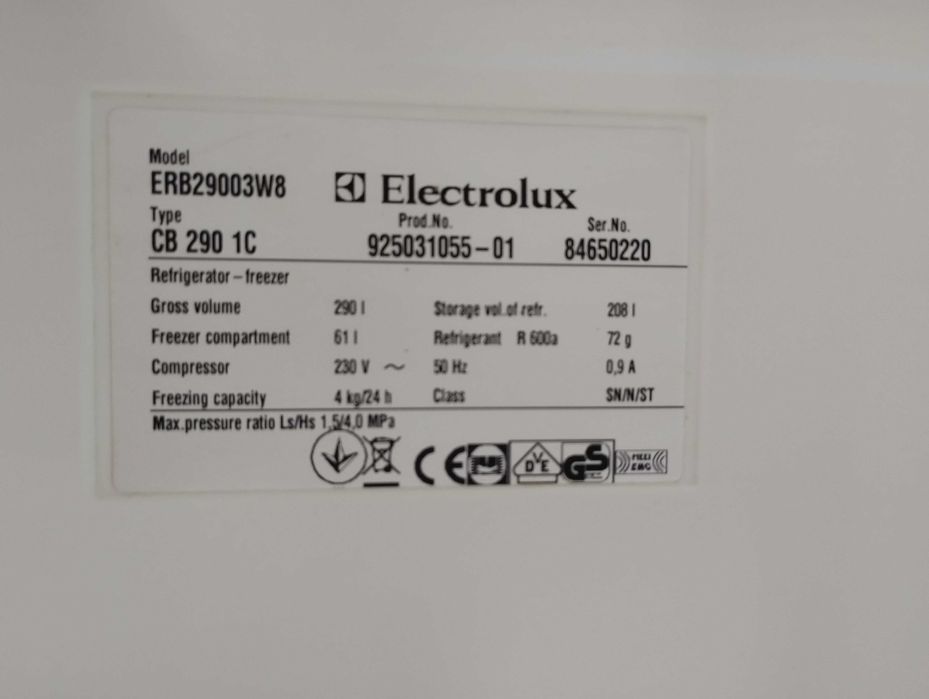 Model
ERB29003W8
Electrolux
Type
Prod.No.
Ser.No.
CB 290 1C
925031055-01
84650220
Refrigerator-freezer
Gross volume 290 l Storage vol.of refr. 208 l
Freezer compartment 61 l Refrigerant R 600a 72 g
Compressor 230 V ~ 50 Hz 0,9 A
Freezing capacity 4 kg/24 h Class SN/N/ST
Max.pressure ratio Ls/Hs 1,5/4,0 MPa
CE
DVE
GS